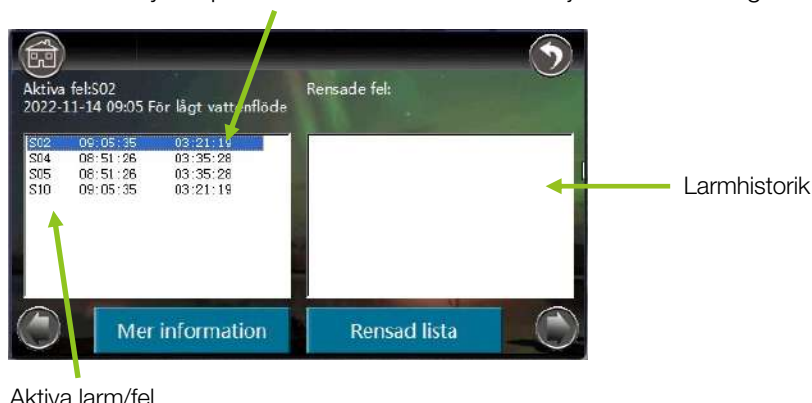 Aktiva fel:S02
2022-11-14 09:05 För lågt vattenflöde
Rensade fel:
S02 09:05:35 03:21:19
S04 08:51:26 03:35:28
S05 08:51:26 03:35:28
S10 09:05:35 03:21:19
Larmhistorik
Mer information
Rensad lista
Aktiva larm/fel